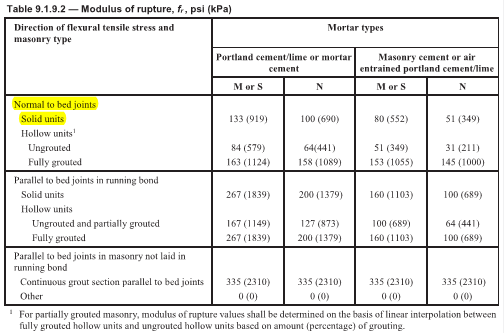 Table 9.1.9.2 — Modulus of rupture, fr, psi (kPa)
Direction of flexural tensile stress and masonry type
Mortar types
Portland cement/lime or mortar cement
Masonry cement or air entrained portland cement/lime
M or S N M or S N
Normal to bed joints
Solid units 133 (919) 100 (690) 80 (552) 51 (349)
Hollow units1
Ungrouted 84 (579) 64(441) 51 (349) 31 (211)
Fully grouted 163 (1124) 158 (1089) 153 (1055) 145 (1000)
Parallel to bed joints in running bond
Solid units 267 (1839) 200 (1379) 160 (1103) 100 (689)
Hollow units
Ungrouted and partially grouted 167 (1149) 127 (873) 100 (689) 64 (441)
Fully grouted 267 (1839) 200 (1379) 160 (1103) 100 (689)
Parallel to bed joints in masonry not laid in
running bond
Continuous grout section parallel to bed joints 335 (2310) 335 (2310) 335 (2310) 335 (2310)
Other 0 (0) 0 (0) 0 (0) 0 (0)
1 For partially grouted masonry, modulus of rupture values shall be determined on the basis of linear interpolation between
fully grouted hollow units and ungrouted hollow units based on amount (percentage) of grouting.